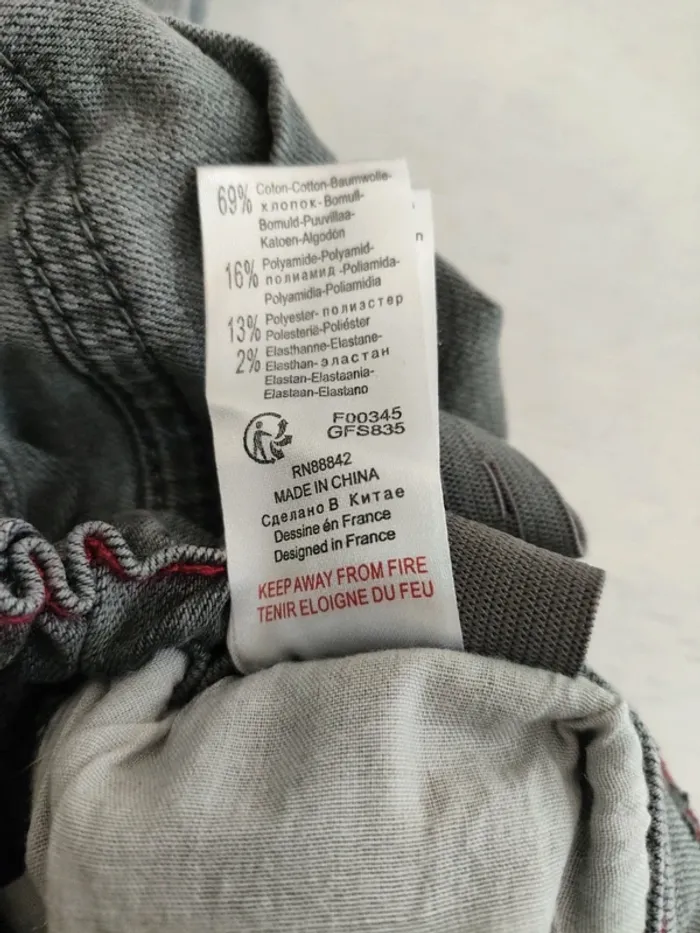 69% Coton-Cotton-Baumwolle-
хлопок-Bomull-
Bomuld-Puuvillaa-
Katoen-Algodón
16% Polyamide-Polyamid-
полиамид -Poliamida-
Polyamidia-Poliamidia
13% Polyester- полиэстер
Polesteriä-Poliéster
2% Elasthanne-Elastane-
Elasthan-эластан
Elastan-Elastaania-
Elastaan-Elastano
F00345
GFS835
RN88842
MADE IN CHINA
Сделано В Китае
Dessine én France
Designed in France
KEEP AWAY FROM FIRE
TENIR ELOIGNE DU FEU
n